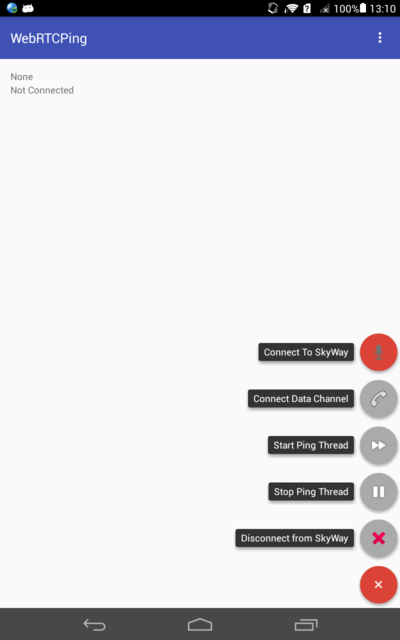 100% 13:10
WebRTCPing
None
Not Connected
Connect To SkyWay
Connect Data Channel
Start Ping Thread
Stop Ping Thread
Disconnect from SkyWay